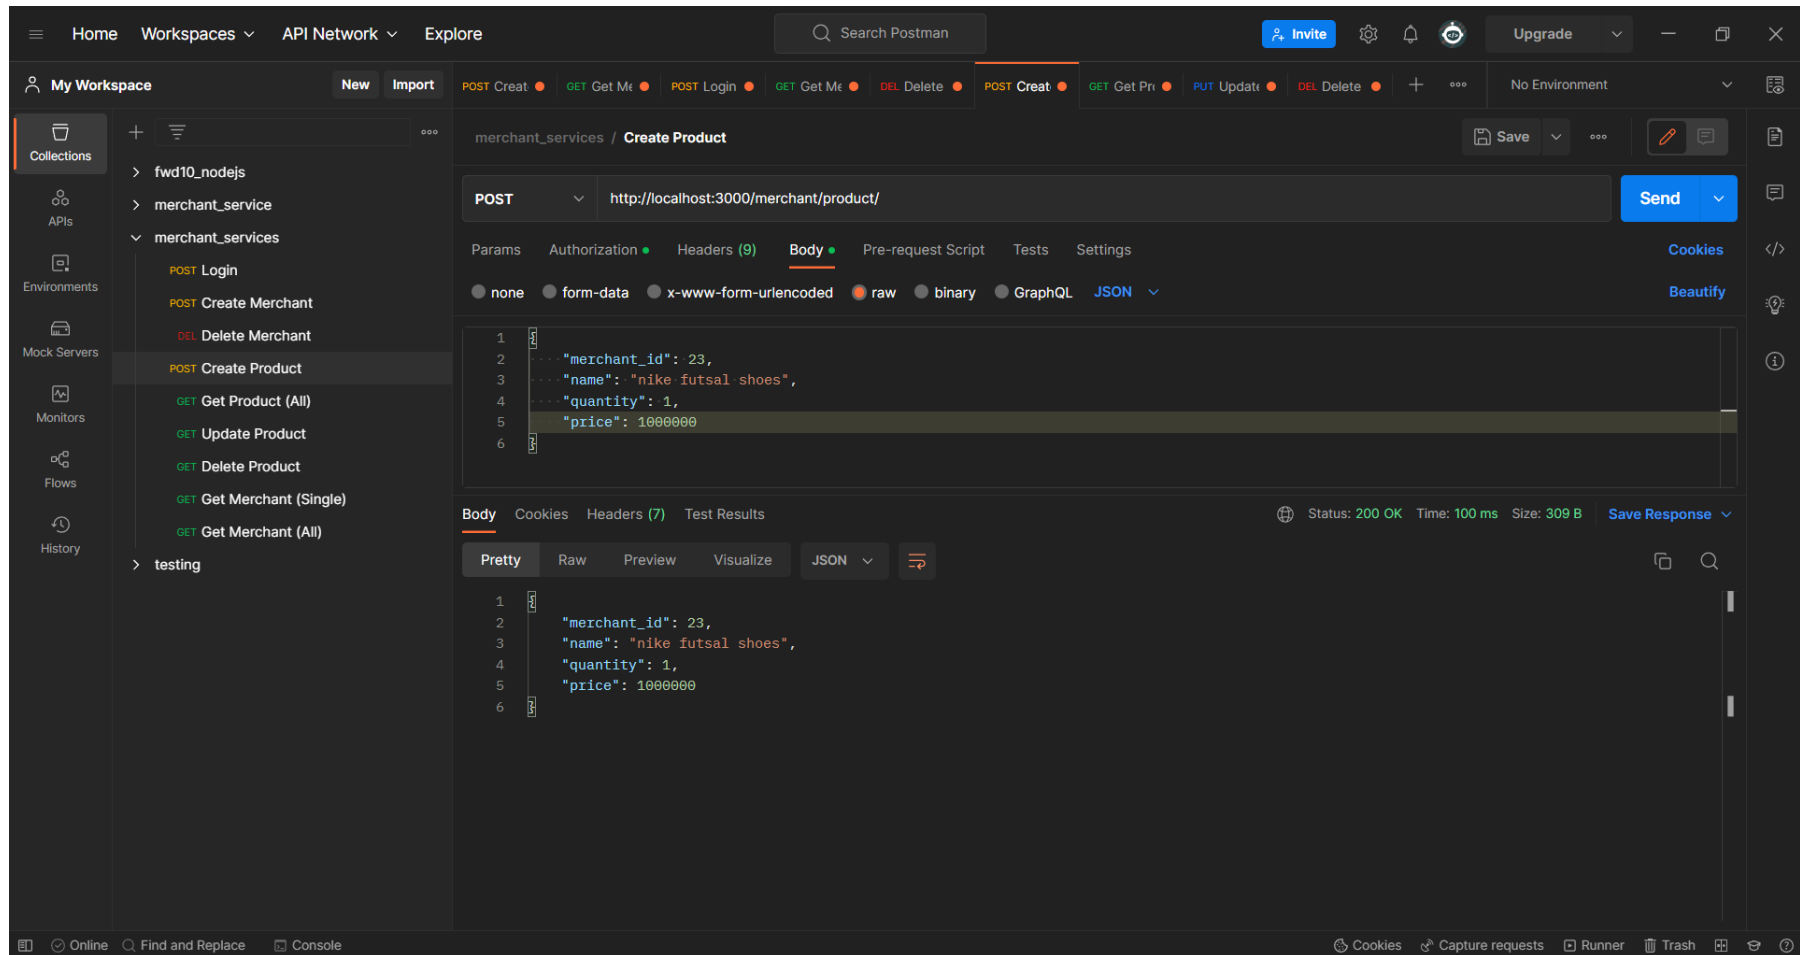 Home Workspaces API Network Explore Search Postman Invite Upgrade
My Workspace New Import
POST Creat GET Get Me POST Login GET Get Me DEL Delete POST Creat GET Get Pro PUT Update DEL Delete No Environment
Collections
APIs
Environments
Mock Servers
Monitors
Flows
History
fwd10_nodejs
merchant_service
merchant_services
POST Login
POST Create Merchant
DEL Delete Merchant
POST Create Product
GET Get Product (All)
GET Update Product
GET Delete Product
GET Get Merchant (Single)
GET Get Merchant (All)
testing
merchant_services / Create Product Save
POST http://localhost:3000/merchant/product/ Send
Params Authorization Headers (9) Body Pre-request Script Tests Settings Cookies
none form-data x-www-form-urlencoded raw binary GraphQL JSON Beautify
1 {
2 "merchant_id": 23,
3 "name": "nike futsal shoes",
4 "quantity": 1,
5 "price": 1000000
6 }
Body Cookies Headers (7) Test Results Status: 200 OK Time: 100 ms Size: 309 B Save Response
Pretty Raw Preview Visualize JSON
1 {
2 "merchant_id": 23,
3 "name": "nike futsal shoes",
4 "quantity": 1,
5 "price": 1000000
6 }
Online Find and Replace Console Cookies Capture requests Runner Trash